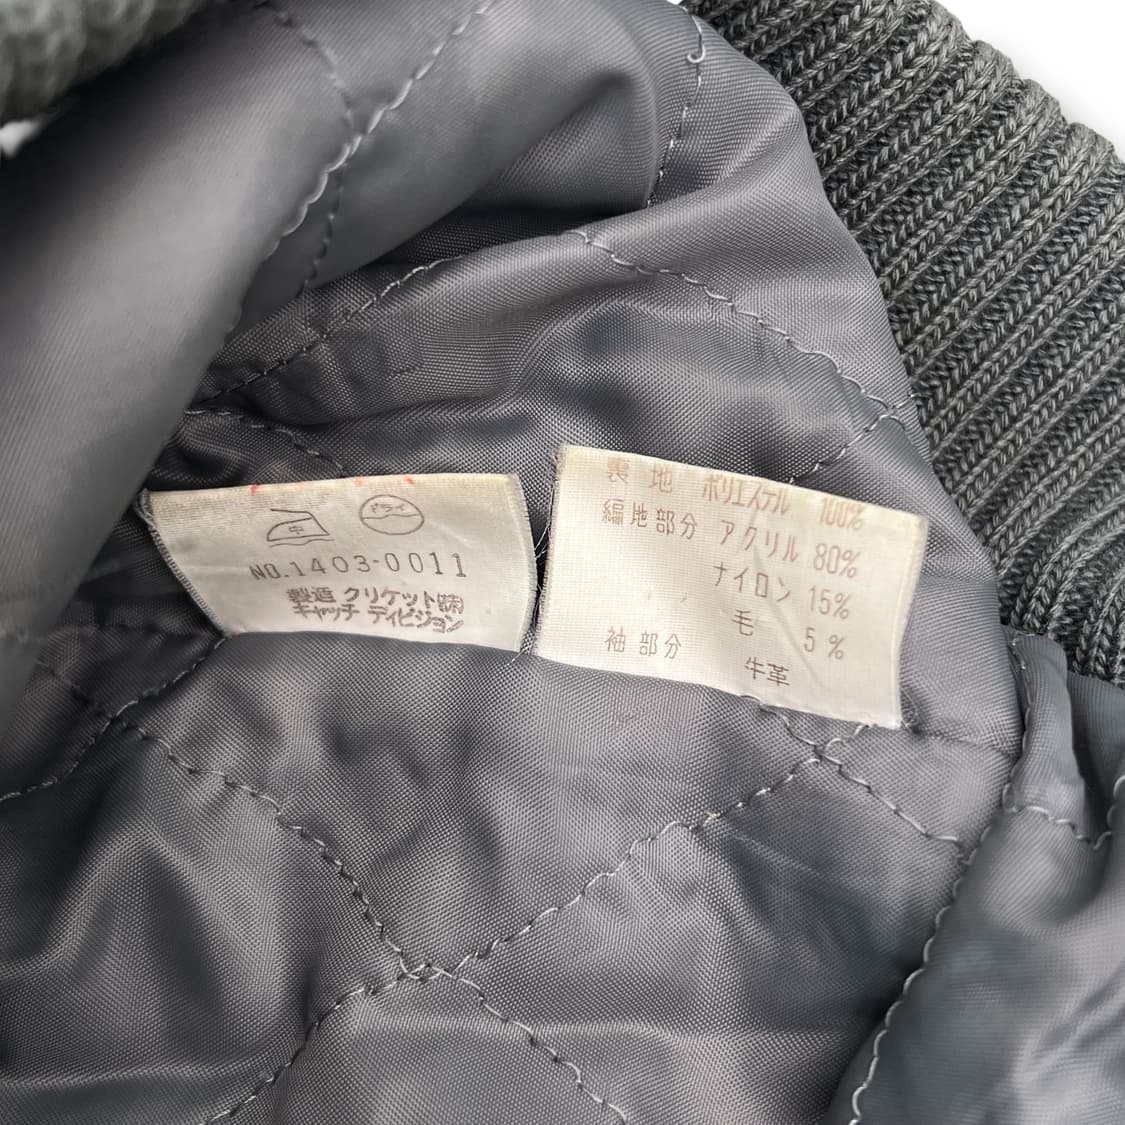 中
ドライ
NO.1403-0011
製造 クリケット㈱
キャッチ ディビジョン
裏地 ポリエステル 100%
編地部分 アクリル 80%
ナイロン 15%
毛 5%
袖部分 牛革